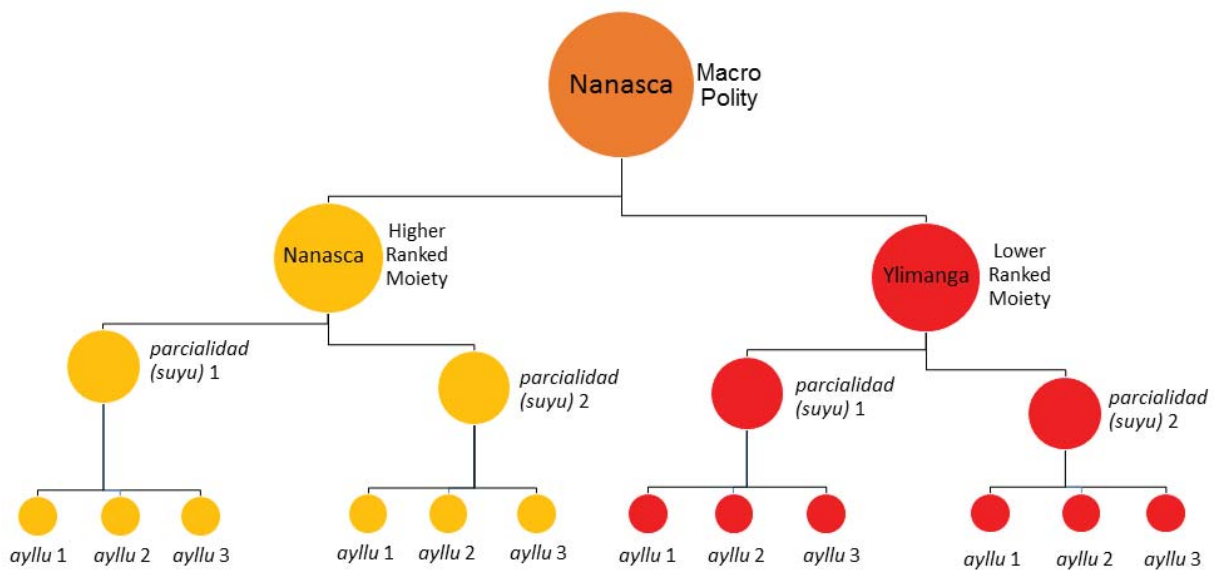 Nanasca
Macro
Polity
Nanasca
Higher
Ranked
Moiety
Ylimanga
Lower
Ranked
Moiety
parcialidad
(suyu) 1
parcialidad
(suyu) 2
parcialidad
(suyu) 1
parcialidad
(suyu) 2
ayllu 1
ayllu 2
ayllu 3
ayllu 1
ayllu 2
ayllu 3
ayllu 1
ayllu 2
ayllu 3
ayllu 1
ayllu 2
ayllu 3